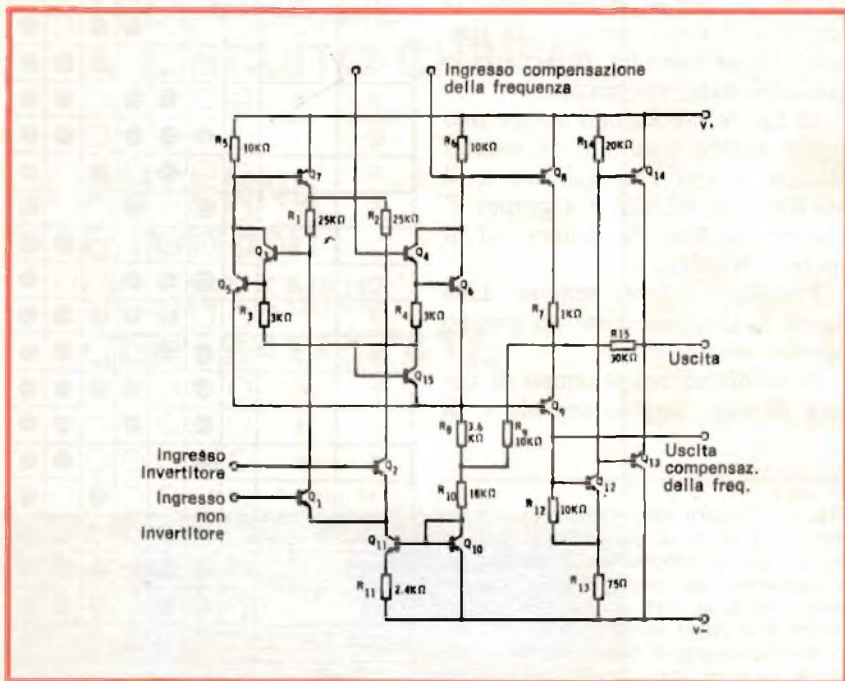 Ingresso compensazione
della frequenza
V+
R5
10KΩ
R6
10KΩ
R14
20KΩ
Q7
Q8
Q14
R1
25KΩ
R2
25KΩ
Q4
Q5
Q6
R3
3KΩ
R4
3KΩ
R7
1KΩ
R15
30KΩ
Uscita
Q15
Q9
R8
3.6
KΩ
R9
10KΩ
Uscita
compensaz.
della freq.
Ingresso
Invertitore
Q2
Ingresso
non
Invertitore
Q1
R10
18KΩ
Q12
Q13
R12
10KΩ
Q11
Q10
R11
2.4KΩ
R13
75Ω
V-